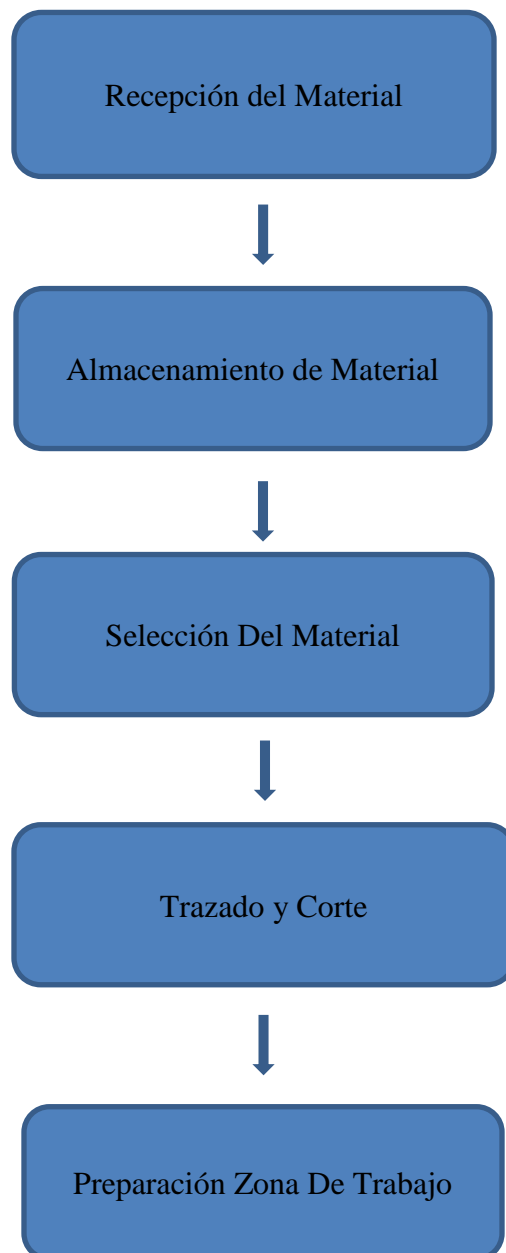 Recepción del Material
Almacenamiento de Material
Selección Del Material
Trazado y Corte
Preparación Zona De Trabajo